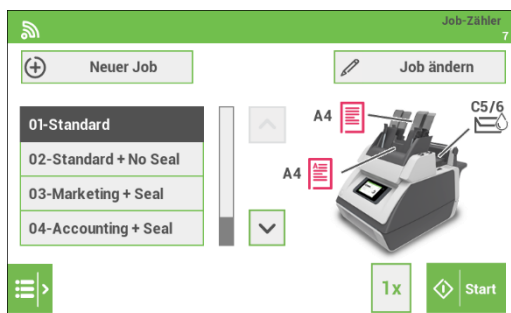 Job-Zähler
7
Neuer Job
Job ändern
01-Standard
02-Standard + No Seal
03-Marketing + Seal
04-Accounting + Seal
A4
C5/6
A4
1x
Start